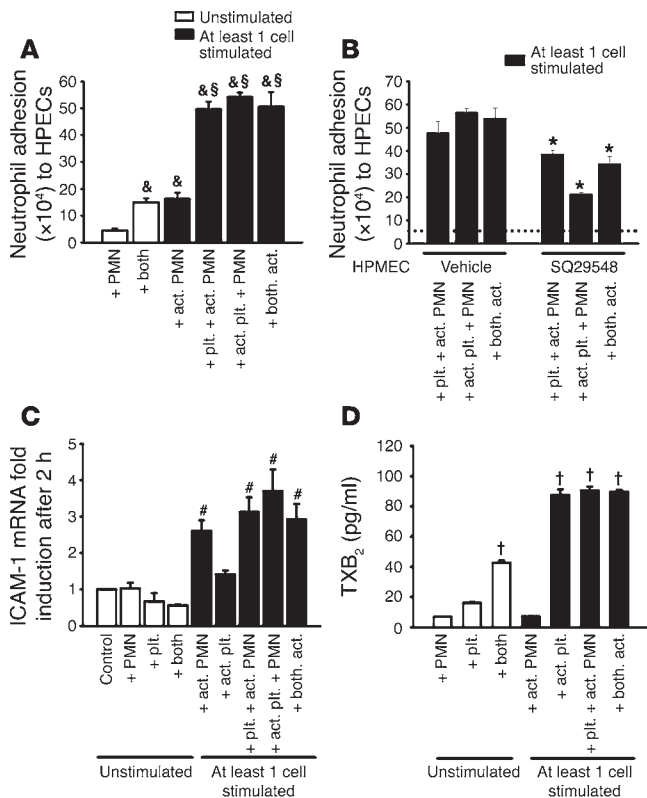 Unstimulated
At least 1 cell
stimulated
A
Neutrophil adhesion
(×10⁴) to HPECs
60
50
40
30
20
10
0
&
&
&§
&§
&§
+ PMN
+ both
+ act. PMN
+ plt. + act. PMN
+ act. plt. + PMN
+ both. act.
B
At least 1 cell
stimulated
Neutrophil adhesion
(×10⁴) to HPECs
70
60
50
40
30
20
10
0
*
*
*
HPMEC
Vehicle
SQ29548
+ plt. + act. PMN
+ act. plt. + PMN
+ both. act.
+ plt. + act. PMN
+ act. plt. + PMN
+ both. act.
C
ICAM-1 mRNA fold
induction after 2 h
5
4
3
2
1
0
#
#
#
#
Control
+ PMN
+ plt.
+ both
+ act. PMN
+ act. plt.
+ plt. + act. PMN
+ act. plt. + PMN
+ both. act.
Unstimulated
At least 1 cell
stimulated
D
TXB₂ (pg/ml)
120
100
80
60
40
20
0
†
†
†
†
+ PMN
+ plt.
+ both
+ act. PMN
+ act. plt.
+ plt. + act. PMN
+ both. act.
Unstimulated
At least 1 cell
stimulated